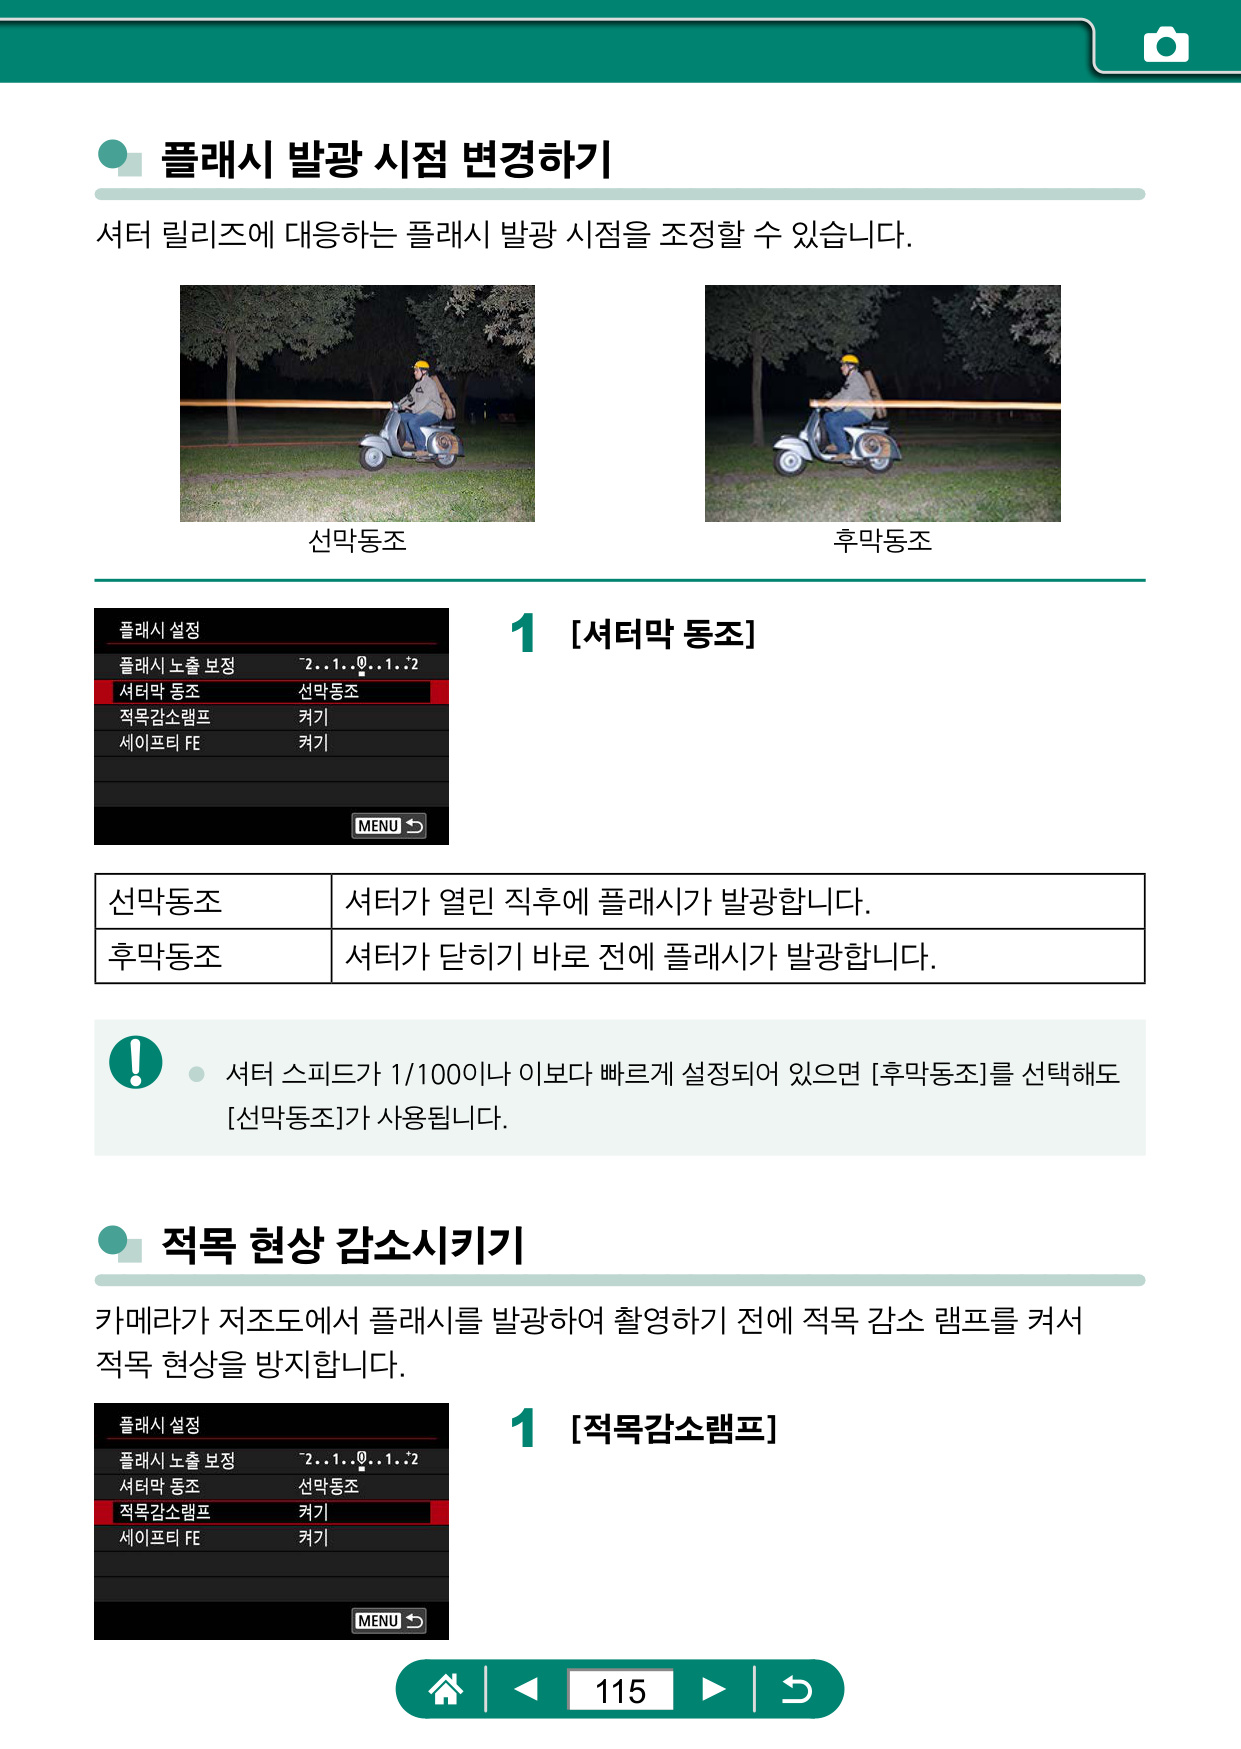 플래시 발광 시점 변경하기
셔터 릴리즈에 대응하는 플래시 발광 시점을 조정할 수 있습니다.
선막동조 후막동조
플래시 설정
플래시 노출 보정 -2..1..0..1..+2
셔터막 동조 선막동조
적목감소램프 켜기
세이프티 FE 켜기
MENU
1 [셔터막 동조]
선막동조 셔터가 열린 직후에 플래시가 발광합니다.
후막동조 셔터가 닫히기 바로 전에 플래시가 발광합니다.
● 셔터 스피드가 1/100이나 이보다 빠르게 설정되어 있으면 [후막동조]를 선택해도
[선막동조]가 사용됩니다.
적목 현상 감소시키기
카메라가 저조도에서 플래시를 발광하여 촬영하기 전에 적목 감소 램프를 켜서
적목 현상을 방지합니다.
플래시 설정
플래시 노출 보정 -2..1..0..1..+2
셔터막 동조 선막동조
적목감소램프 켜기
세이프티 FE 켜기
MENU
1 [적목감소램프]
115